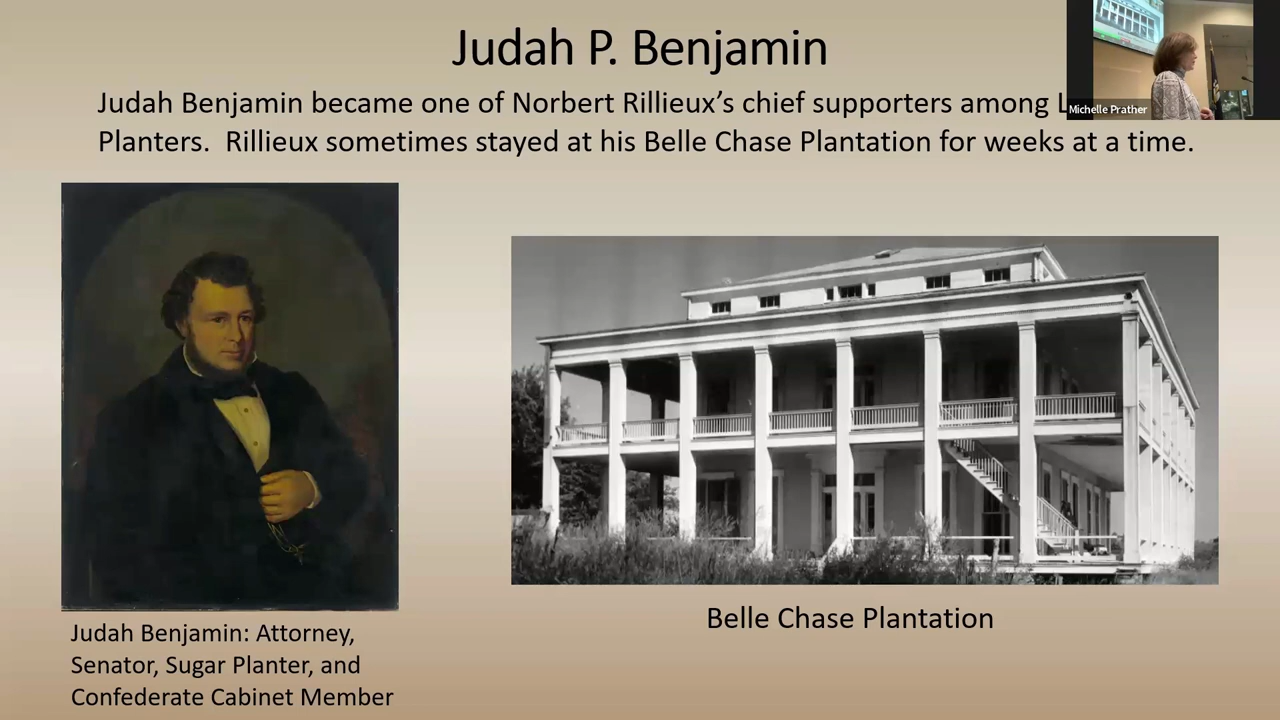 Judah P. Benjamin
Judah Benjamin became one of Norbert Rillieux’s chief supporters among
Michelle Prather
Planters.  Rillieux sometimes stayed at his Belle Chase Plantation for weeks at a time.
Belle Chase Plantation
Judah Benjamin: Attorney,
Senator, Sugar Planter, and
Confederate Cabinet Member